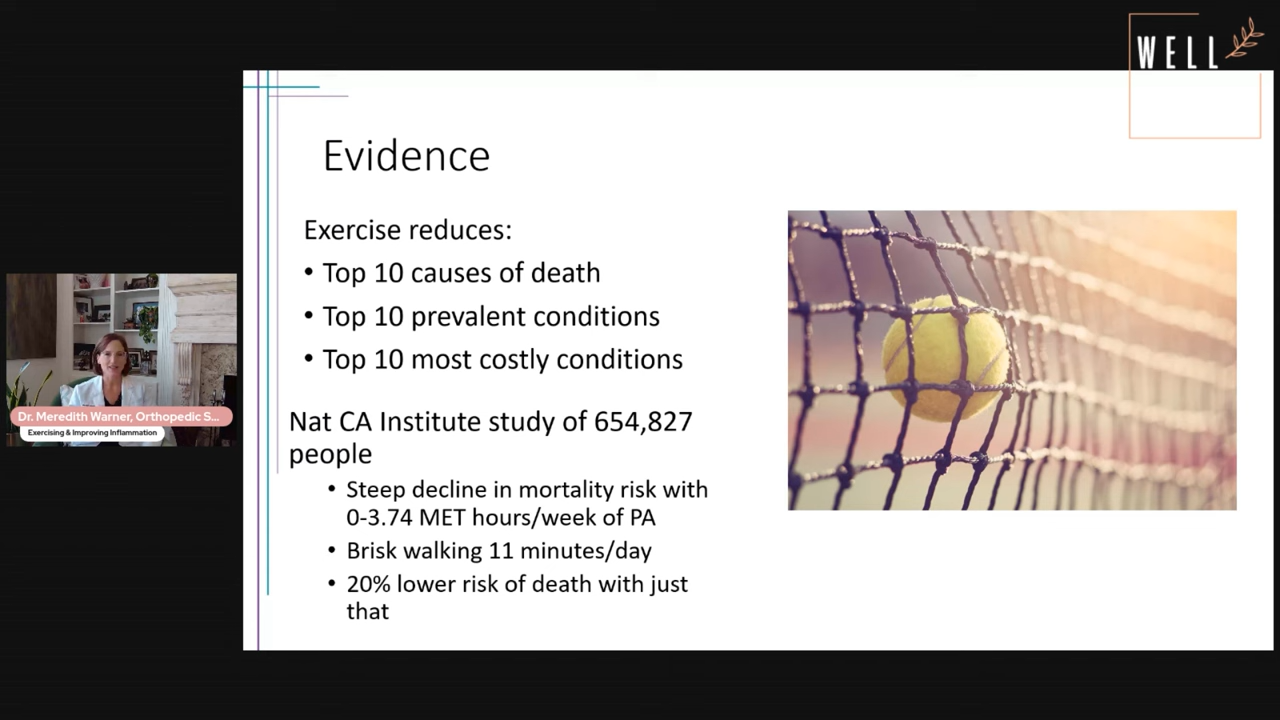 WELL
Evidence
Exercise reduces:
• Top 10 causes of death
• Top 10 prevalent conditions
• Top 10 most costly conditions
Nat CA Institute study of 654,827
people
• Steep decline in mortality risk with
0-3.74 MET hours/week of PA
• Brisk walking 11 minutes/day
• 20% lower risk of death with just
that
Dr. Meredith Warner, Orthopedic S...
Exercising & Improving Inflammation